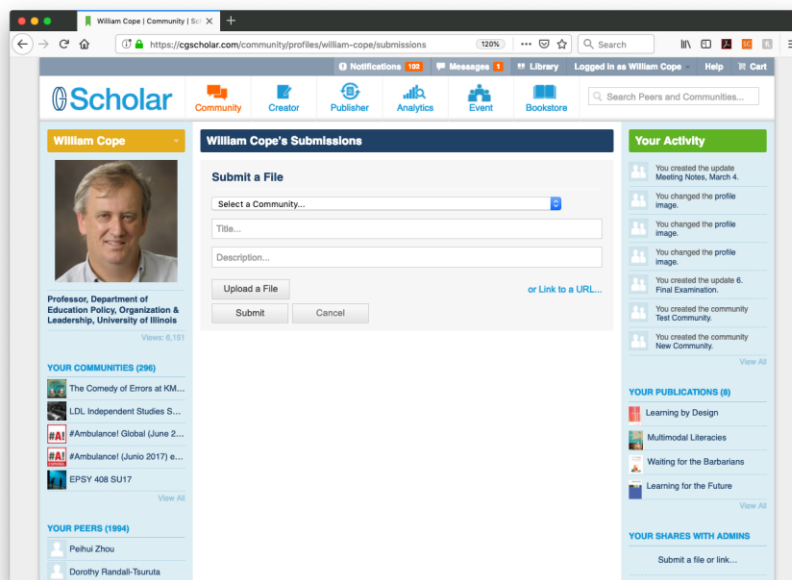 William Cope | Community | Sc
https://cgscholar.com/community/profiles/william-cope/submissions
120%
Search
Notifications 102
Messages 1
Library
Logged in as William Cope
Help
Cart
Scholar
Community
Creator
Publisher
Analytics
Event
Bookstore
Search Peers and Communities...
William Cope
Professor, Department of
Education Policy, Organization &
Leadership, University of Illinois
Views: 6,151
YOUR COMMUNITIES (296)
The Comedy of Errors at KM...
LDL Independent Studies S...
#A!
#Ambulance! Global (June 2...
#A!
#Ambulance! (Junio 2017) e...
EPSY 408 SU17
View All
YOUR PEERS (1994)
Peihui Zhou
Dorothy Randall-Tsuruta
William Cope's Submissions
Submit a File
Select a Community...
Title...
Description...
Upload a File
or Link to a URL...
Submit
Cancel
Your Activity
You created the update
Meeting Notes, March 4.
You changed the profile
image.
You changed the profile
image.
You changed the profile
image.
You created the update 6.
Final Examination.
You created the community
Test Community.
You created the community
New Community.
View All
YOUR PUBLICATIONS (8)
Learning by Design
Multimodal Literacies
Waiting for the Barbarians
Learning for the Future
View All
YOUR SHARES WITH ADMINS
Submit a file or link...